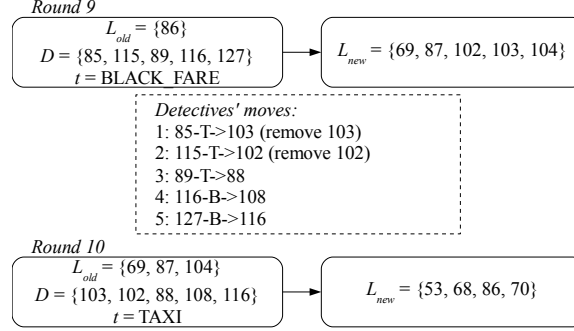 Round 9
L_old = {86}
D = {85, 115, 89, 116, 127}
t = BLACK_FARE
L_new = {69, 87, 102, 103, 104}
Detectives' moves:
1: 85-T->103 (remove 103)
2: 115-T->102 (remove 102)
3: 89-T->88
4: 116-B->108
5: 127-B->116
Round 10
L_old = {69, 87, 104}
D = {103, 102, 88, 108, 116}
t = TAXI
L_new = {53, 68, 86, 70}